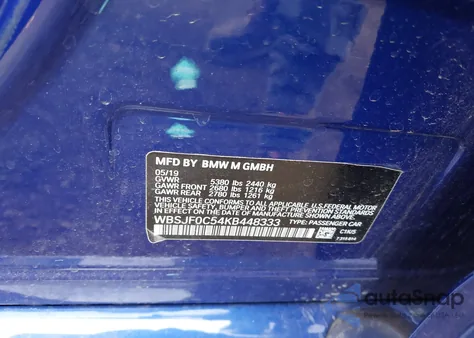 MFD BY BMW M GMBH
05/19
GVWR 5380 lbs 2440 kg
GAWR FRONT 2680 lbs 1216 kg
GAWR REAR 2780 lbs 1261 kg
THIS VEHICLE CONFORMS TO ALL APPLICABLE U.S. FEDERAL MOTOR
VEHICLE SAFETY, BUMPER, AND THEFT PREVENTION STANDARDS
IN EFFECT ON THE DATE OF MANUFACTURE SHOWN ABOVE.
WBSJF0C54KB448333 TYPE: PASSENGER CAR
autoSnap